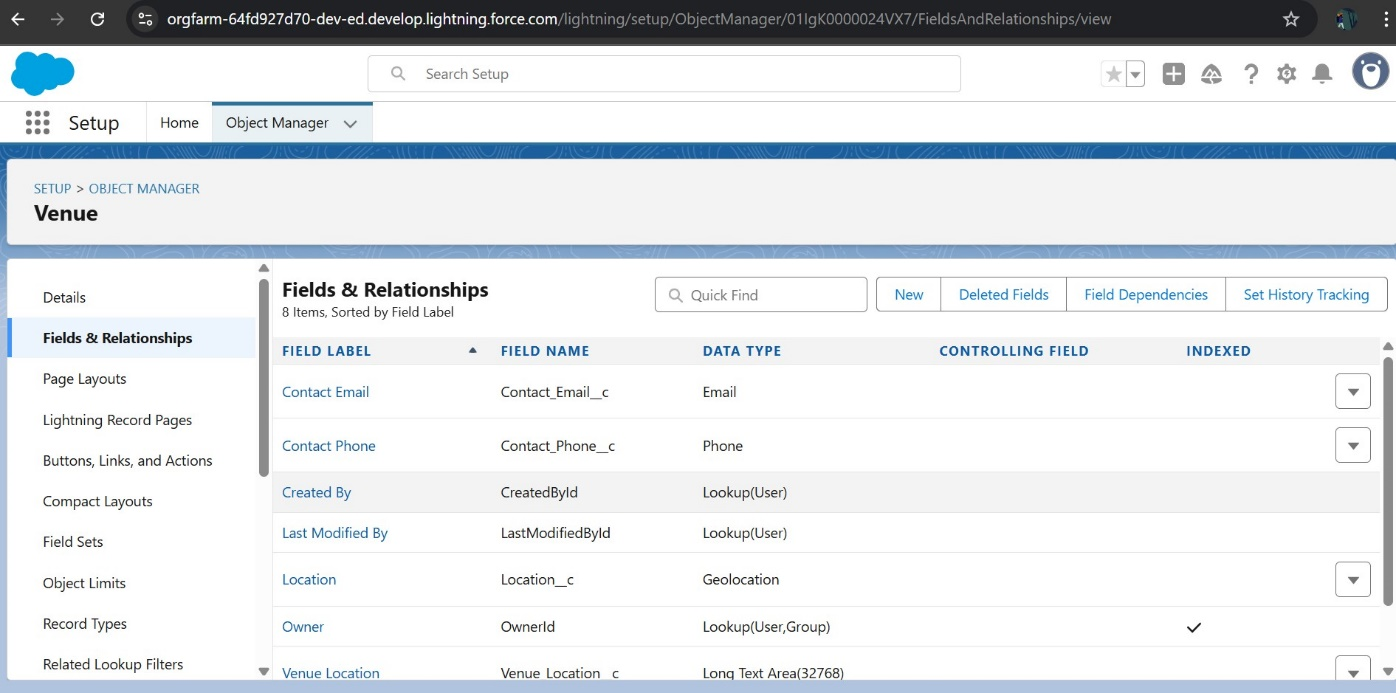 orgfarm-64fd927d70-dev-ed.develop.lightning.force.com/lightning/setup/ObjectManager/01IgK0000024VX7/FieldsAndRelationships/view
Search Setup
Setup Home Object Manager
SETUP > OBJECT MANAGER
Venue
Details
Fields & Relationships
Page Layouts
Lightning Record Pages
Buttons, Links, and Actions
Compact Layouts
Field Sets
Object Limits
Record Types
Related Lookup Filters
Fields & Relationships
8 Items, Sorted by Field Label
Quick Find New Deleted Fields Field Dependencies Set History Tracking
FIELD LABEL FIELD NAME DATA TYPE CONTROLLING FIELD INDEXED
Contact Email Contact_Email__c Email
Contact Phone Contact_Phone__c Phone
Created By CreatedById Lookup(User)
Last Modified By LastModifiedById Lookup(User)
Location Location__c Geolocation
Owner OwnerId Lookup(User,Group)
Venue Location Venue_Location__c Long Text Area(32768)